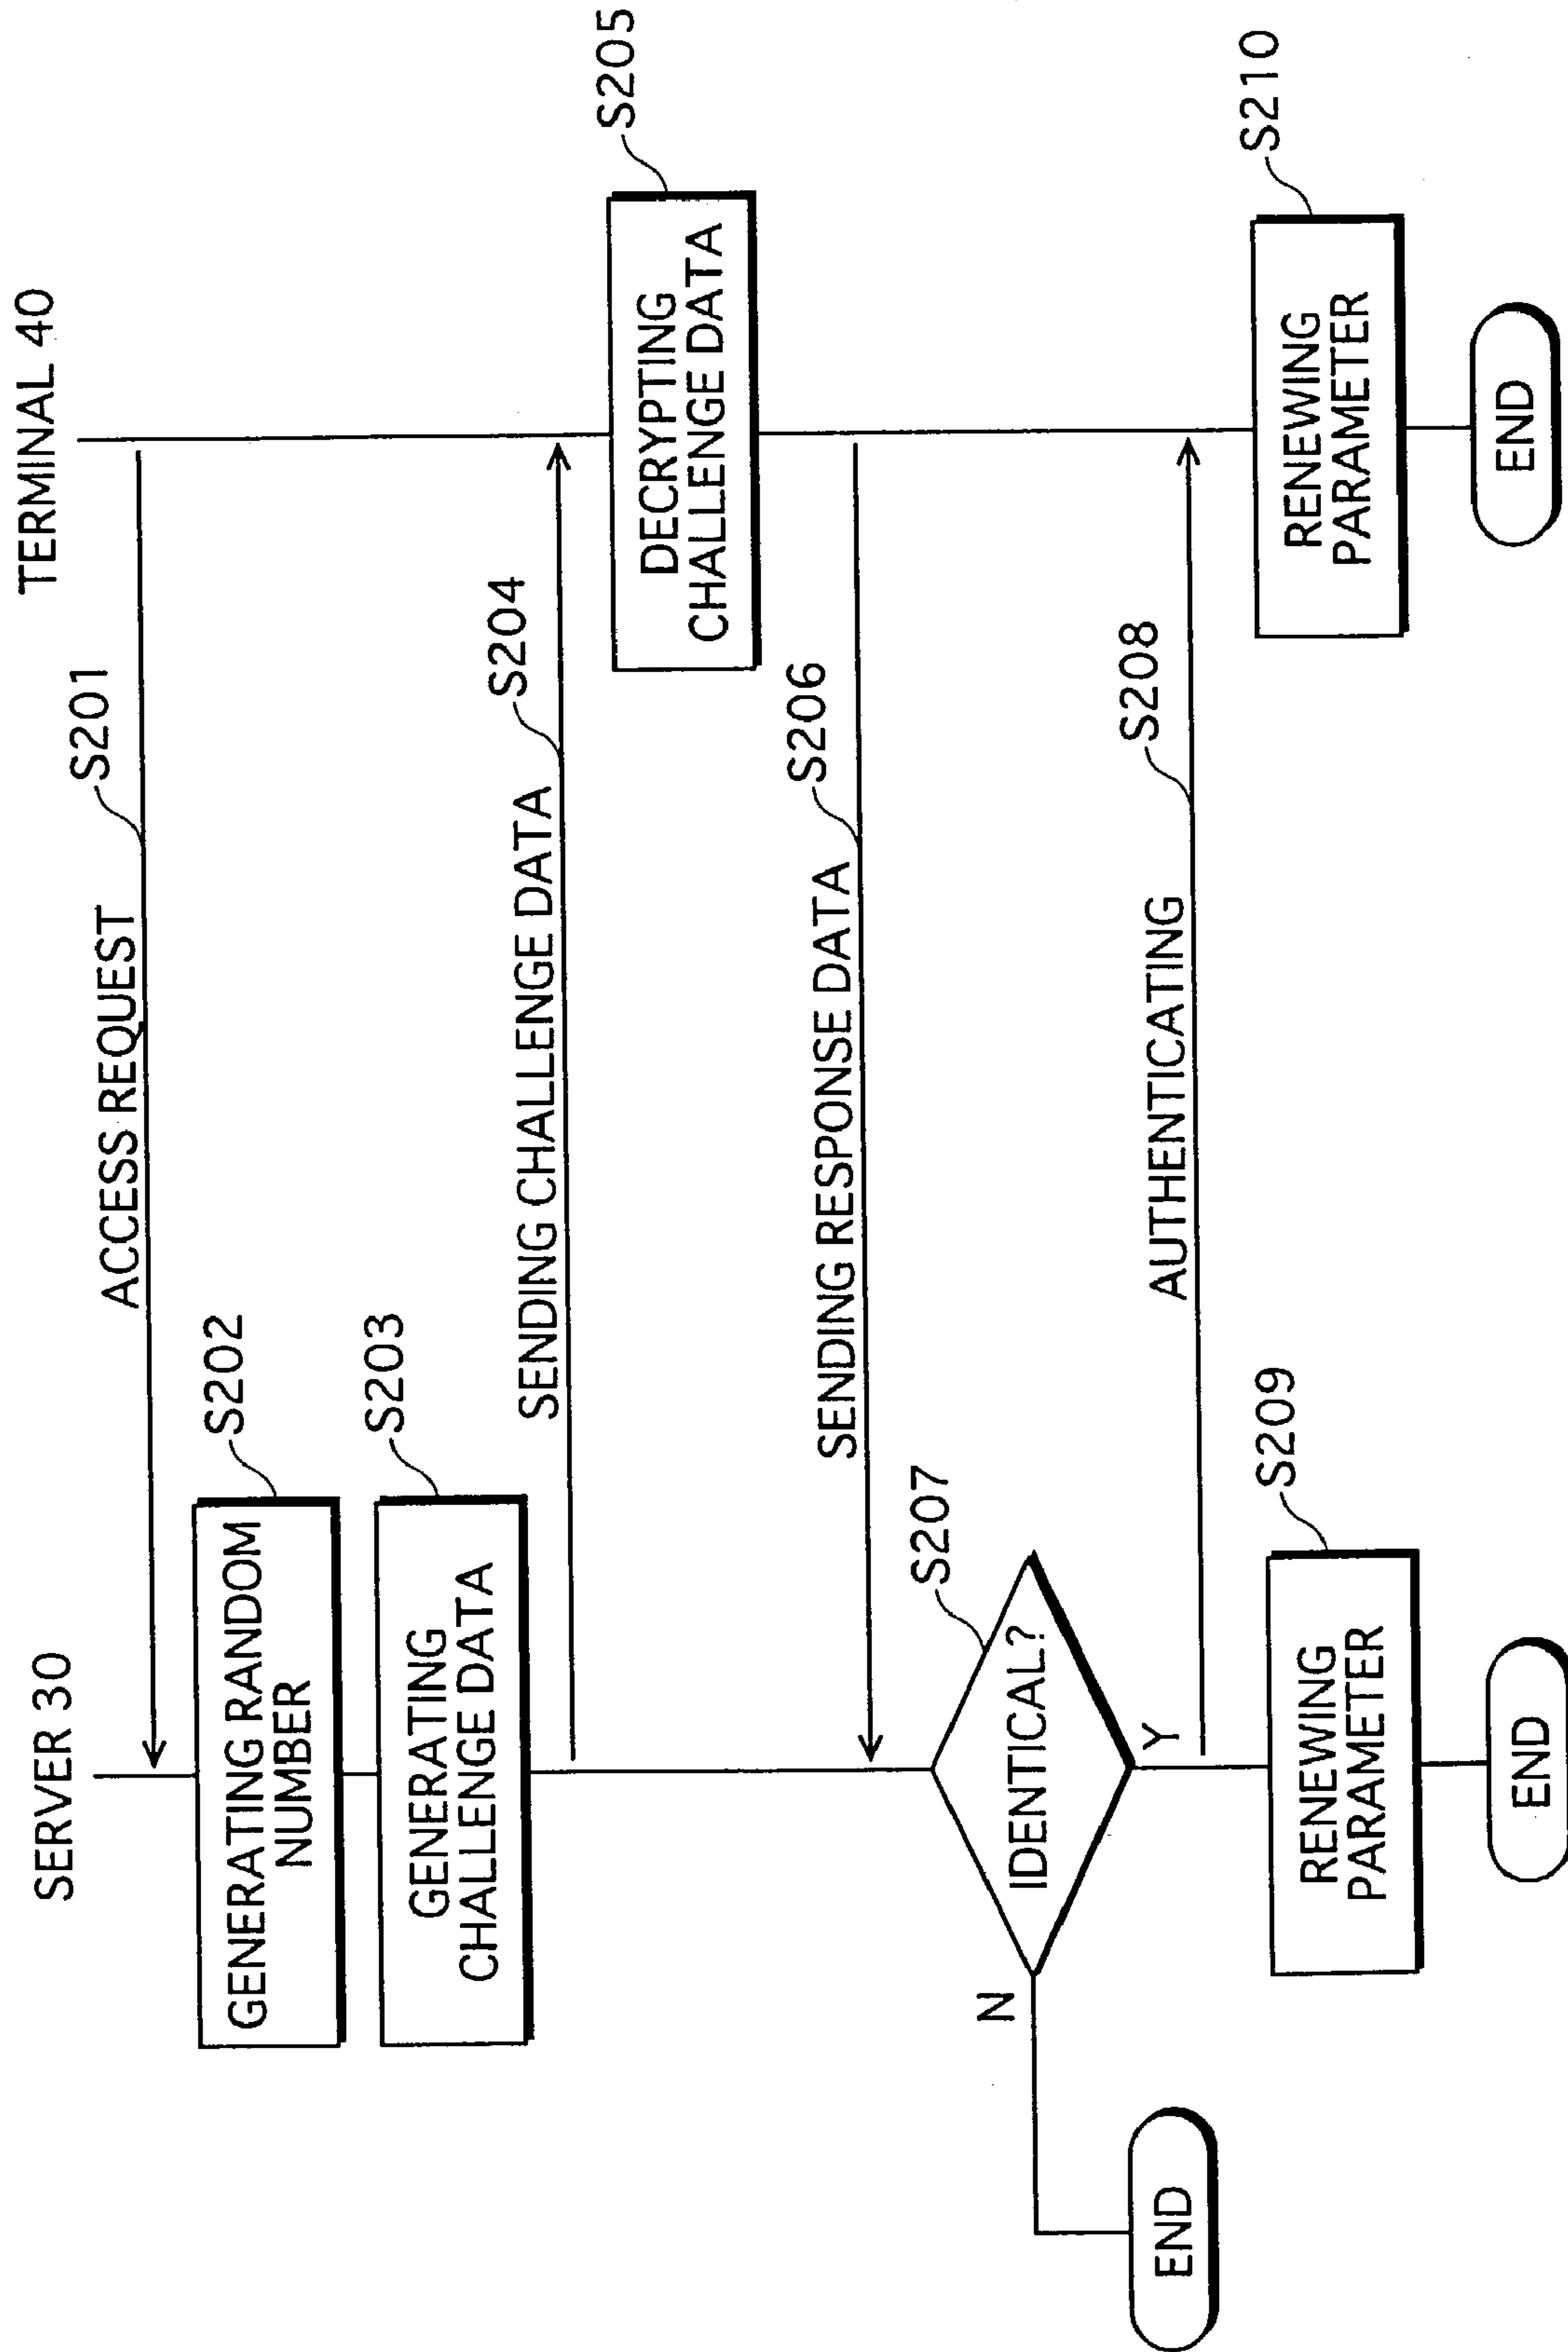 SERVER 30
TERMINAL 40
ACCESS REQUEST
S201
GENERATING RANDOM
NUMBER
S202
GENERATING
CHALLENGE DATA
S203
SENDING CHALLENGE DATA
S204
DECRYPTING
CHALLENGE DATA
S205
SENDING RESPONSE DATA
S206
IDENTICAL?
S207
N
Y
END
AUTHENTICATING
S208
RENEWING
PARAMETER
S209
RENEWING
PARAMETER
S210
END
END